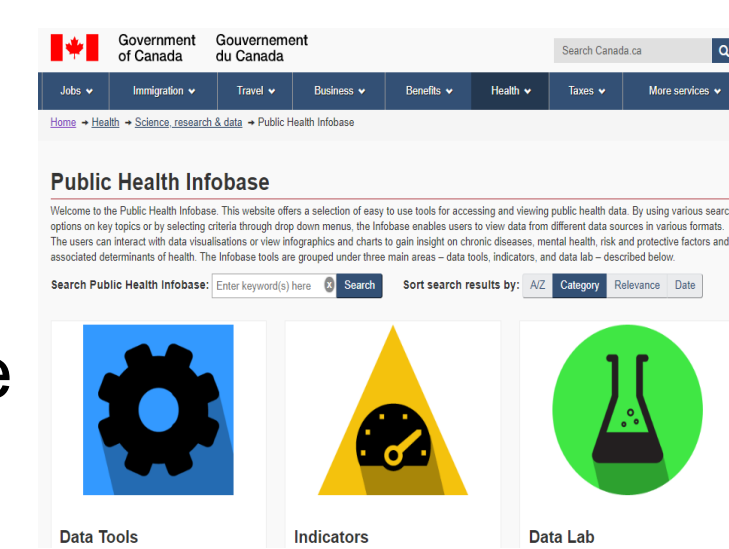 Government of Canada
Gouvernement du Canada
Search Canada.ca
Jobs Immigration Travel Business Benefits Health Taxes More services
Home → Health → Science, research & data → Public Health Infobase
Public Health Infobase
Welcome to the Public Health Infobase. This website offers a selection of easy to use tools for accessing and viewing public health data. By using various searc
options on key topics or by selecting criteria through drop down menus, the Infobase enables users to view data from different data sources in various formats.
The users can interact with data visualisations or view infographics and charts to gain insight on chronic diseases, mental health, risk and protective factors and
associated determinants of health. The Infobase tools are grouped under three main areas – data tools, indicators, and data lab – described below.
Search Public Health Infobase: Enter keyword(s) here Search Sort search results by: A/Z Category Relevance Date
e
Data Tools Indicators Data Lab